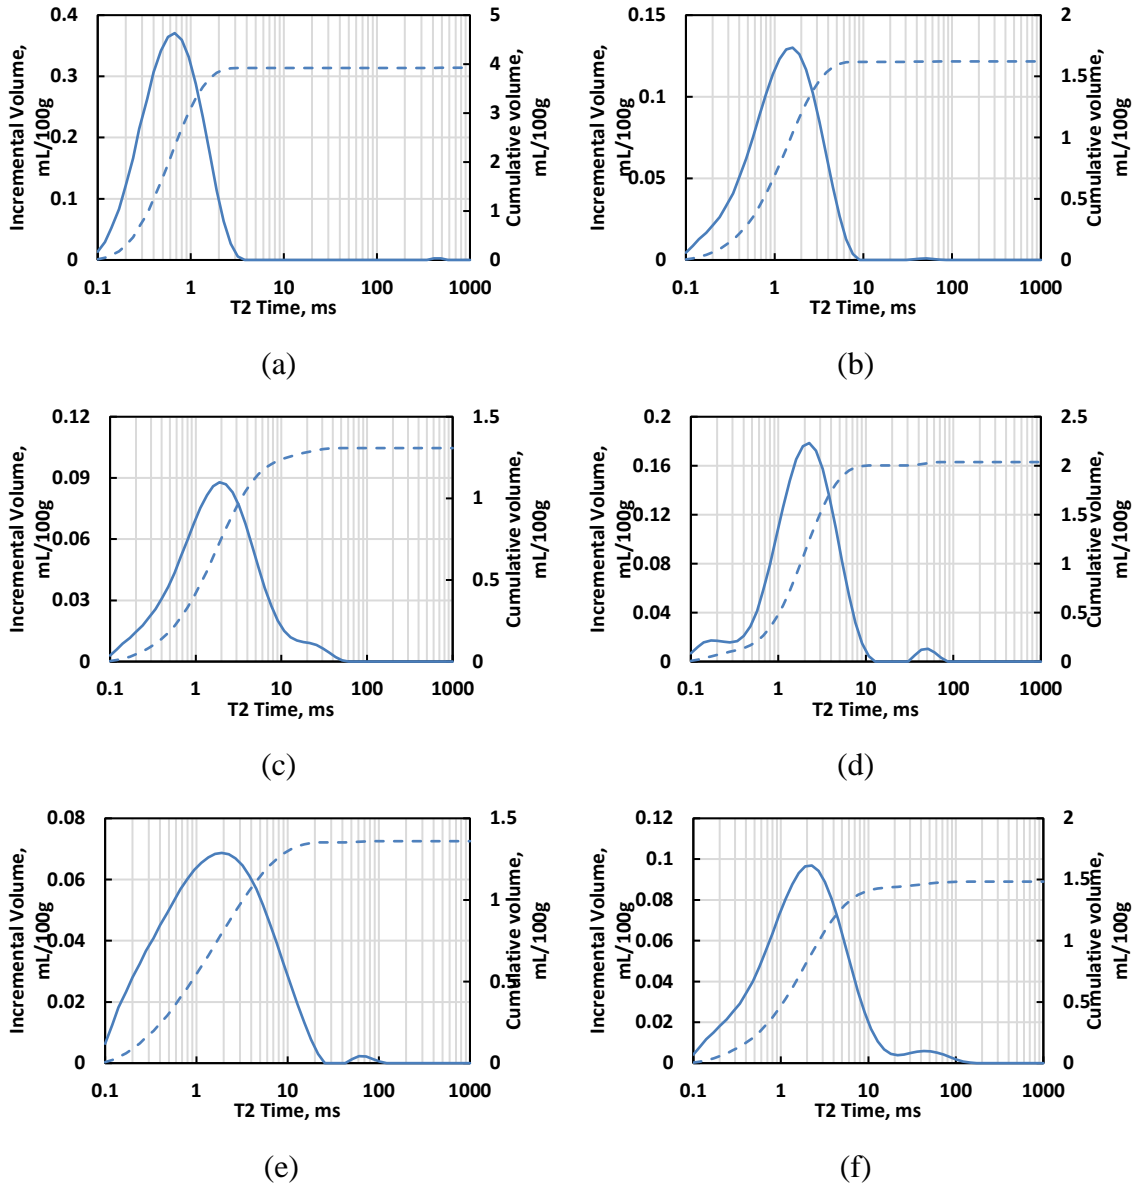 Incremental Volume,
mL/100g
0.4
0.3
0.2
0.1
0
5
4
3
2
1
0
Cumulative volume,
mL/100g
0.1 1 10 100 1000
T2 Time, ms
(a)
Incremental Volume,
mL/100g
0.15
0.1
0.05
0
2
1.5
1
0.5
0
Cumulative volume,
mL/100g
0.1 1 10 100 1000
T2 Time, ms
(b)
Incremental Volume,
mL/100g
0.12
0.09
0.06
0.03
0
1.5
1
0.5
0
Cumulative volume,
mL/100g
0.1 1 10 100 1000
T2 Time, ms
(c)
Incremental Volume,
mL/100g
0.2
0.16
0.12
0.08
0.04
0
2.5
2
1.5
1
0.5
0
Cumulative volume,
mL/100g
0.1 1 10 100 1000
T2 Time, ms
(d)
Incremental Volume,
mL/100g
0.08
0.06
0.04
0.02
0
1.5
1
0.5
0
Cumulative volume,
mL/100g
0.1 1 10 100 1000
T2 Time, ms
(e)
Incremental Volume,
mL/100g
0.12
0.1
0.08
0.06
0.04
0.02
0
2
1.5
1
0.5
0
Cumulative volume,
mL/100g
0.1 1 10 100 1000
T2 Time, ms
(f)